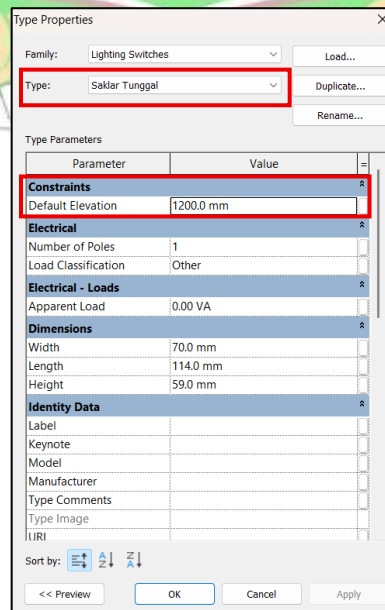 Type Properties
Family: Lighting Switches Load...
Type: Saklar Tunggal Duplicate...
Rename...
Type Parameters
Parameter Value =
Constraints
Default Elevation 1200.0 mm
Electrical
Number of Poles 1
Load Classification Other
Electrical - Loads
Apparent Load 0.00 VA
Dimensions
Width 70.0 mm
Length 114.0 mm
Height 59.0 mm
Identity Data
Label
Keynote
Model
Manufacturer
Type Comments
Type Image
URL
Sort by:
<< Preview OK Cancel Apply